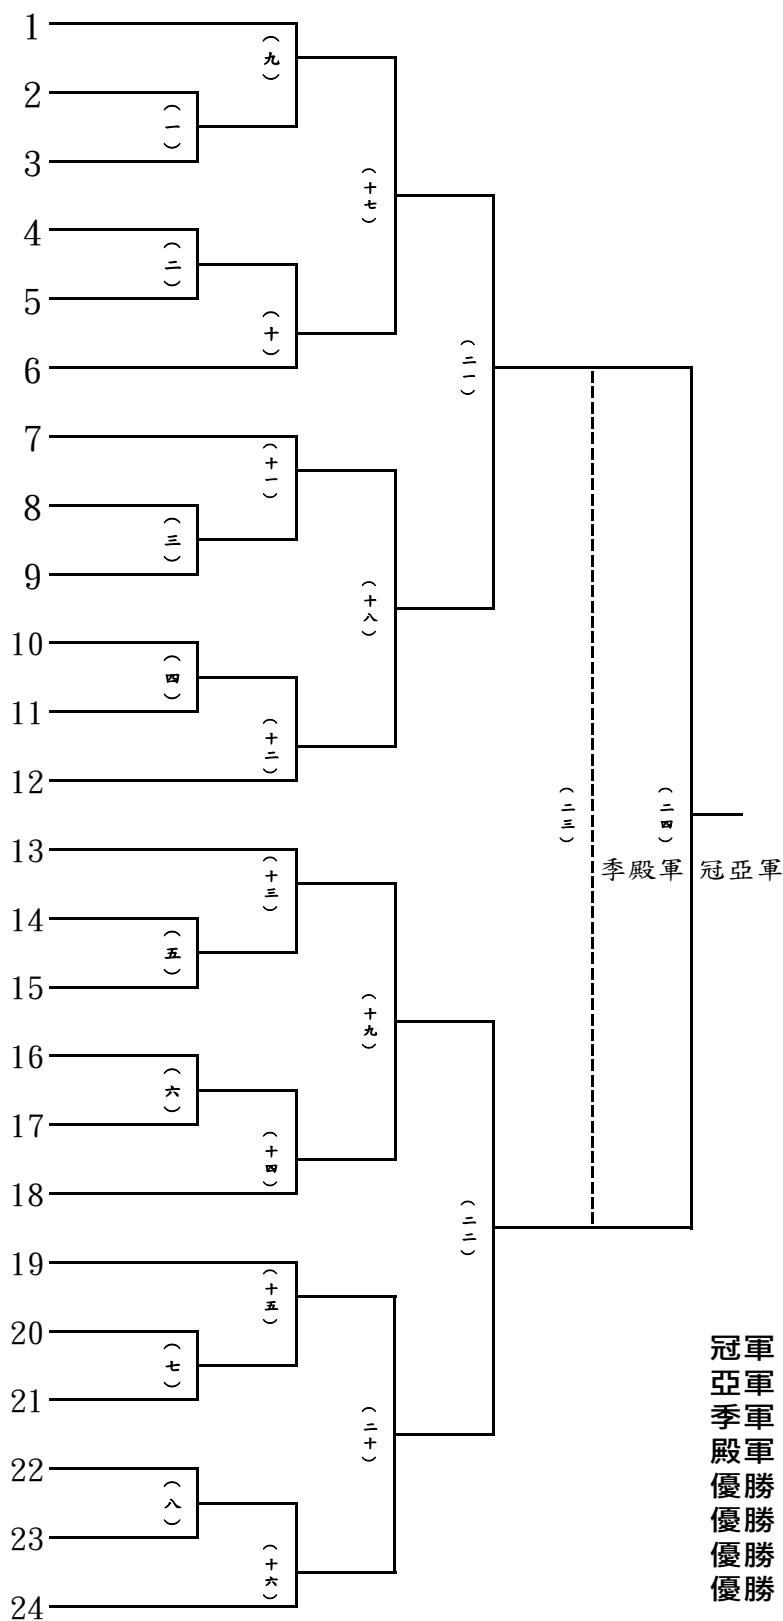 1
（九）
2
（一）
3
（十七）
4
（二）
5
（十）
6
（二一）
7
（十一）
8
（三）
9
（十八）
10
（四）
11
（十二）
12
（二三）
（二四）
13
（十三）
季殿軍
冠亞軍
14
（五）
15
（十九）
16
（六）
17
（十四）
18
（二二）
19
（十五）
20
（七）
21
（二十）
22
（八）
23
（十六）
24
冠軍
亞軍
季軍
殿軍
優勝
優勝
優勝
優勝